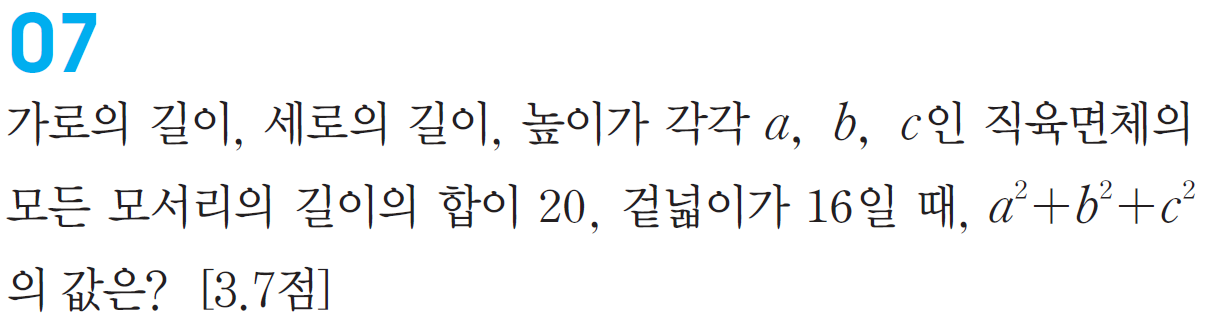 07
가로의 길이, 세로의 길이, 높이가 각각 a, b, c인 직육면체의
모든 모서리의 길이의 합이 20, 겉넓이가 16일 때, a²+b²+c²
의 값은? [3.7점]